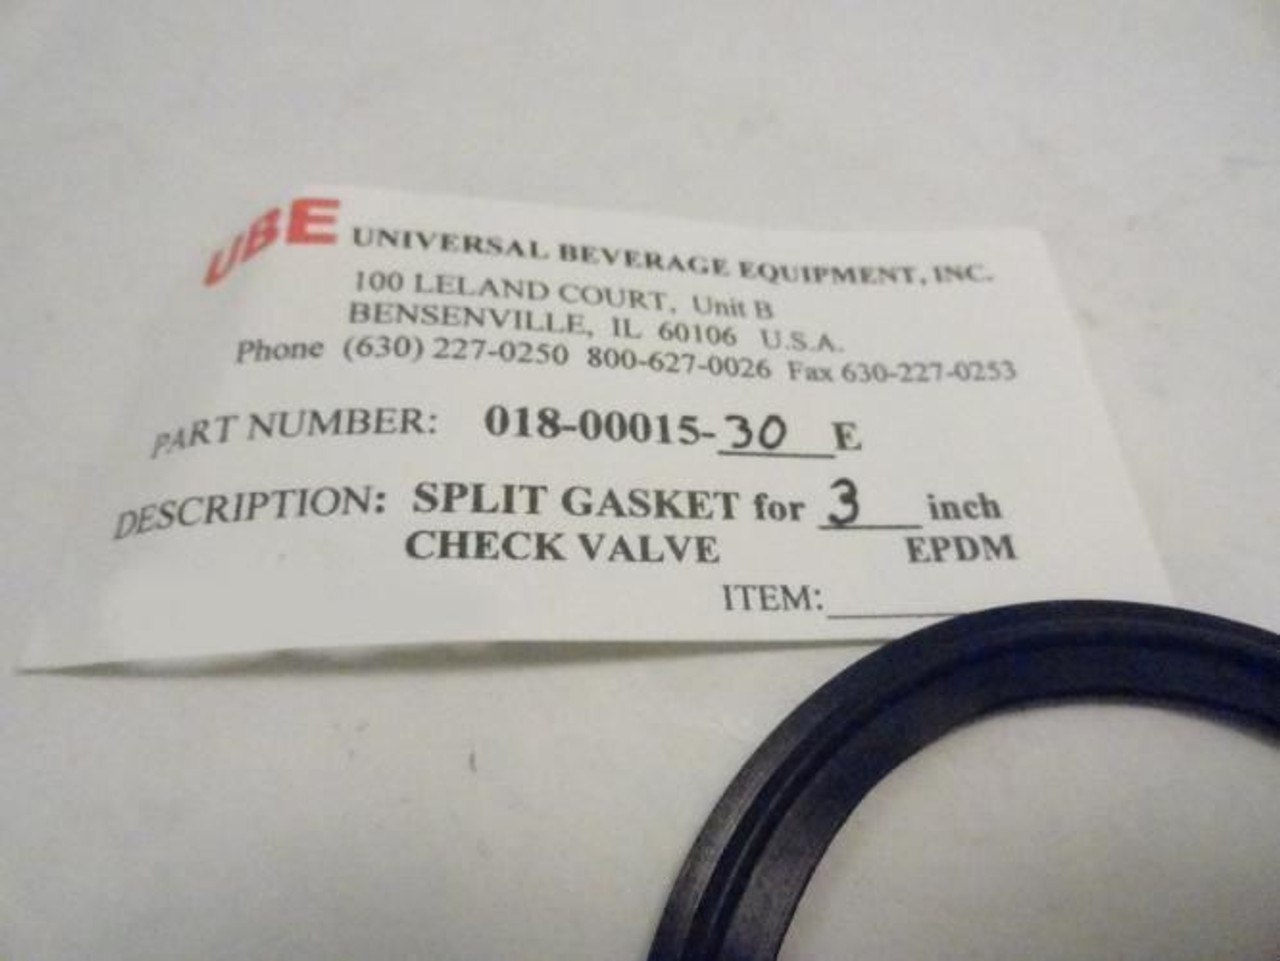 UBE UNIVERSAL BEVERAGE EQUIPMENT, INC.
100 LELAND COURT, Unit B
BENSENVILLE, IL 60106 U.S.A.
Phone (630) 227-0250 800-627-0026 Fax 630-227-0253
PART NUMBER: 018-00015-30 E
DESCRIPTION: SPLIT GASKET for 3 inch
CHECK VALVE EPDM
ITEM: